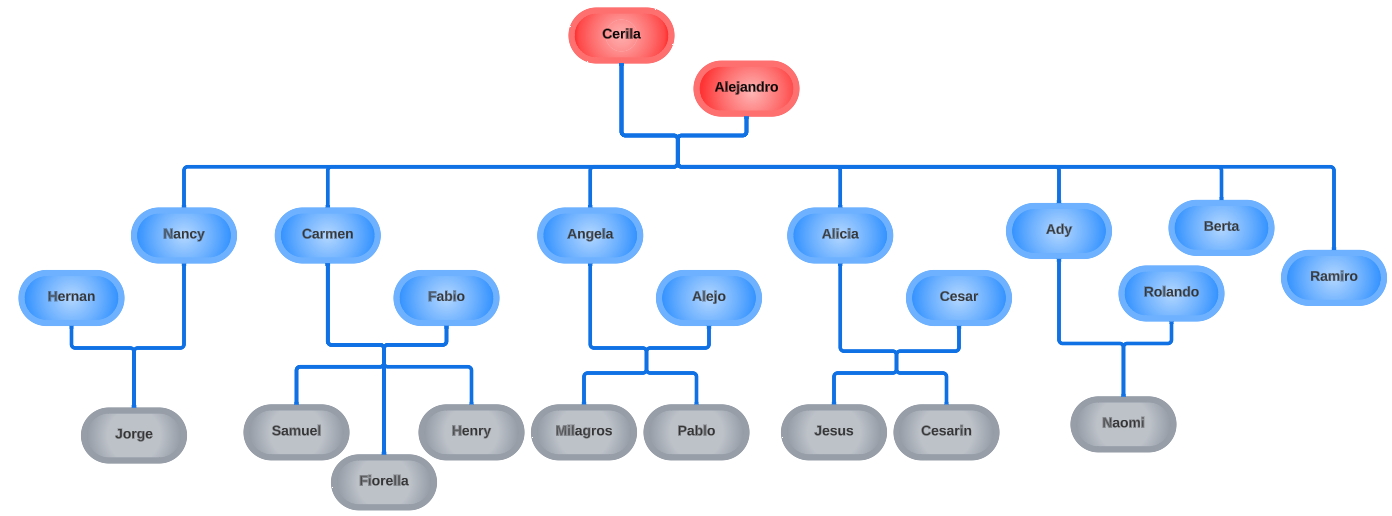 Cerila
Alejandro
Nancy
Carmen
Angela
Alicia
Ady
Berta
Hernan
Fabio
Alejo
Cesar
Rolando
Ramiro
Jorge
Samuel
Fiorella
Henry
Milagros
Pablo
Jesus
Cesarin
Naomi